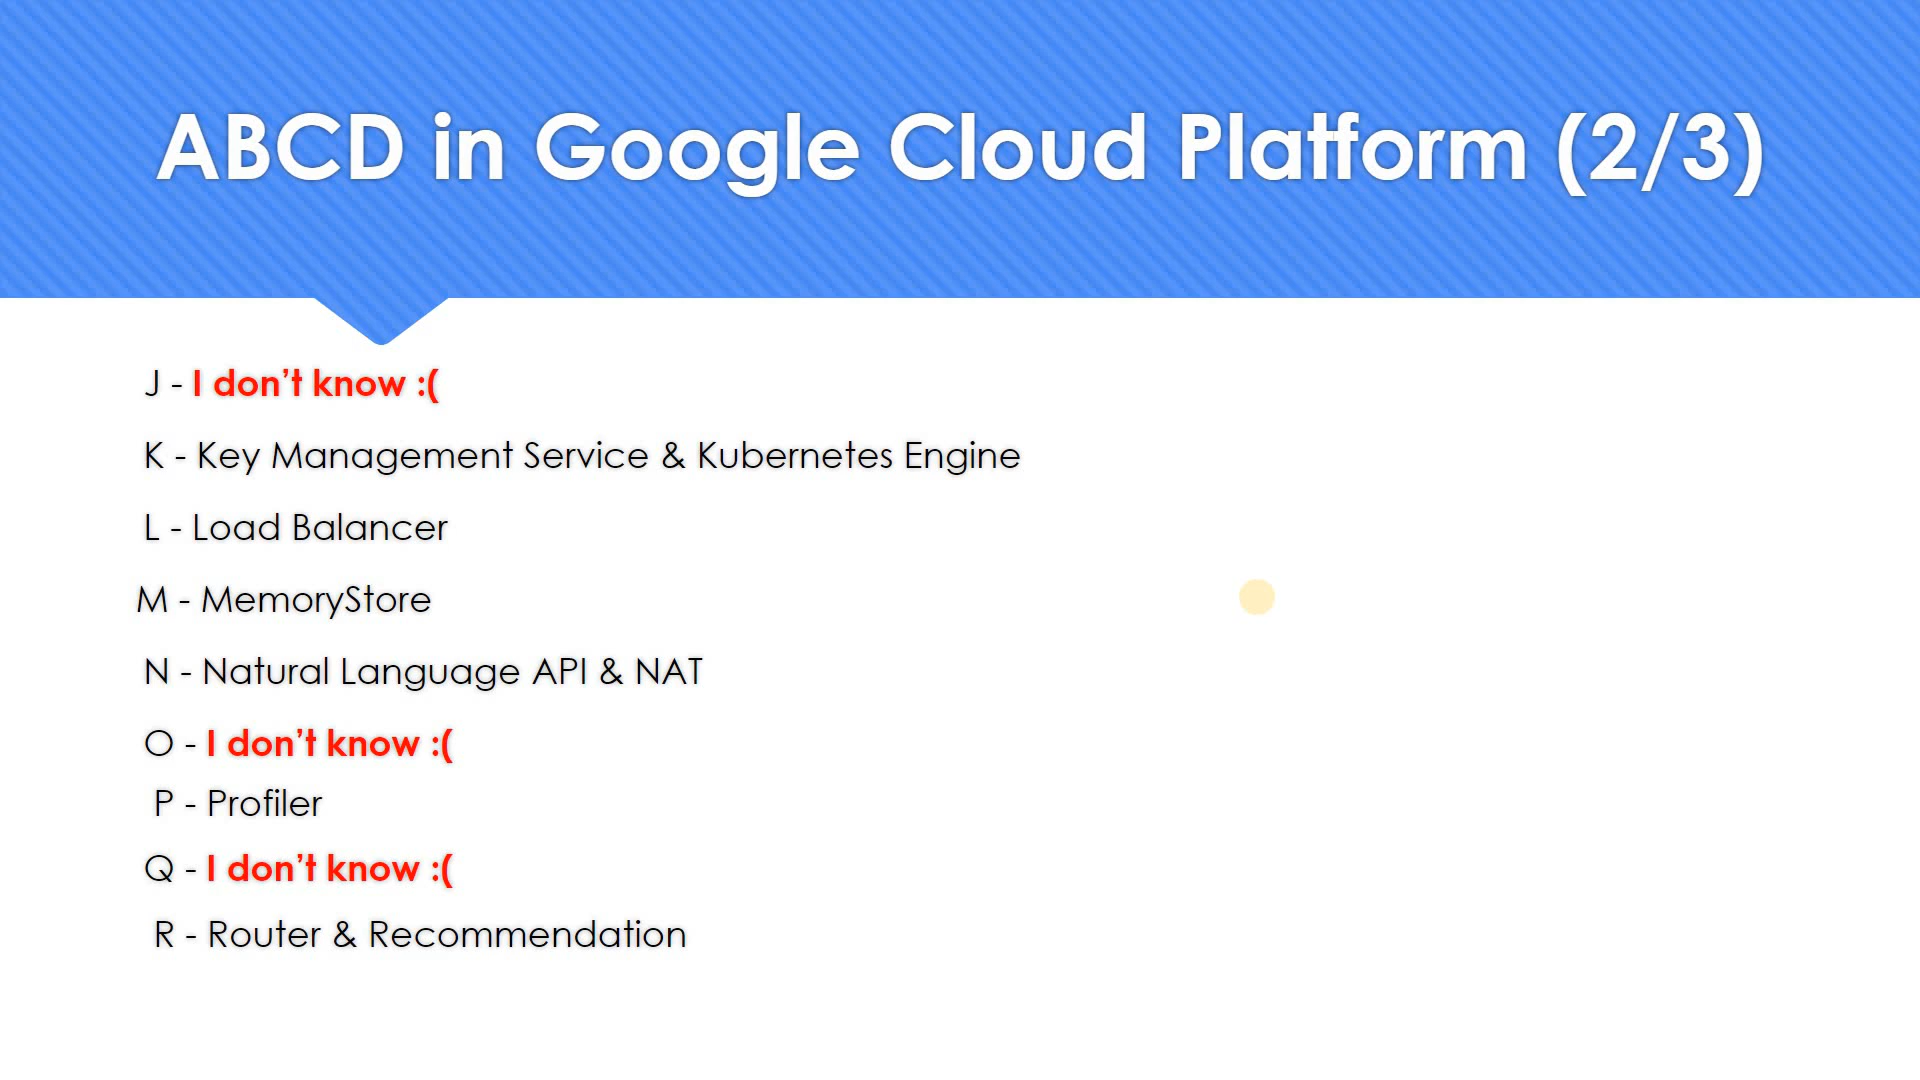 ABCD in Google Cloud Platform (2/3)
J - I don’t know :(
K - Key Management Service & Kubernetes Engine
L - Load Balancer
M - MemoryStore
N - Natural Language API & NAT
O - I don’t know :(
P - Profiler
Q - I don’t know :(
R - Router & Recommendation